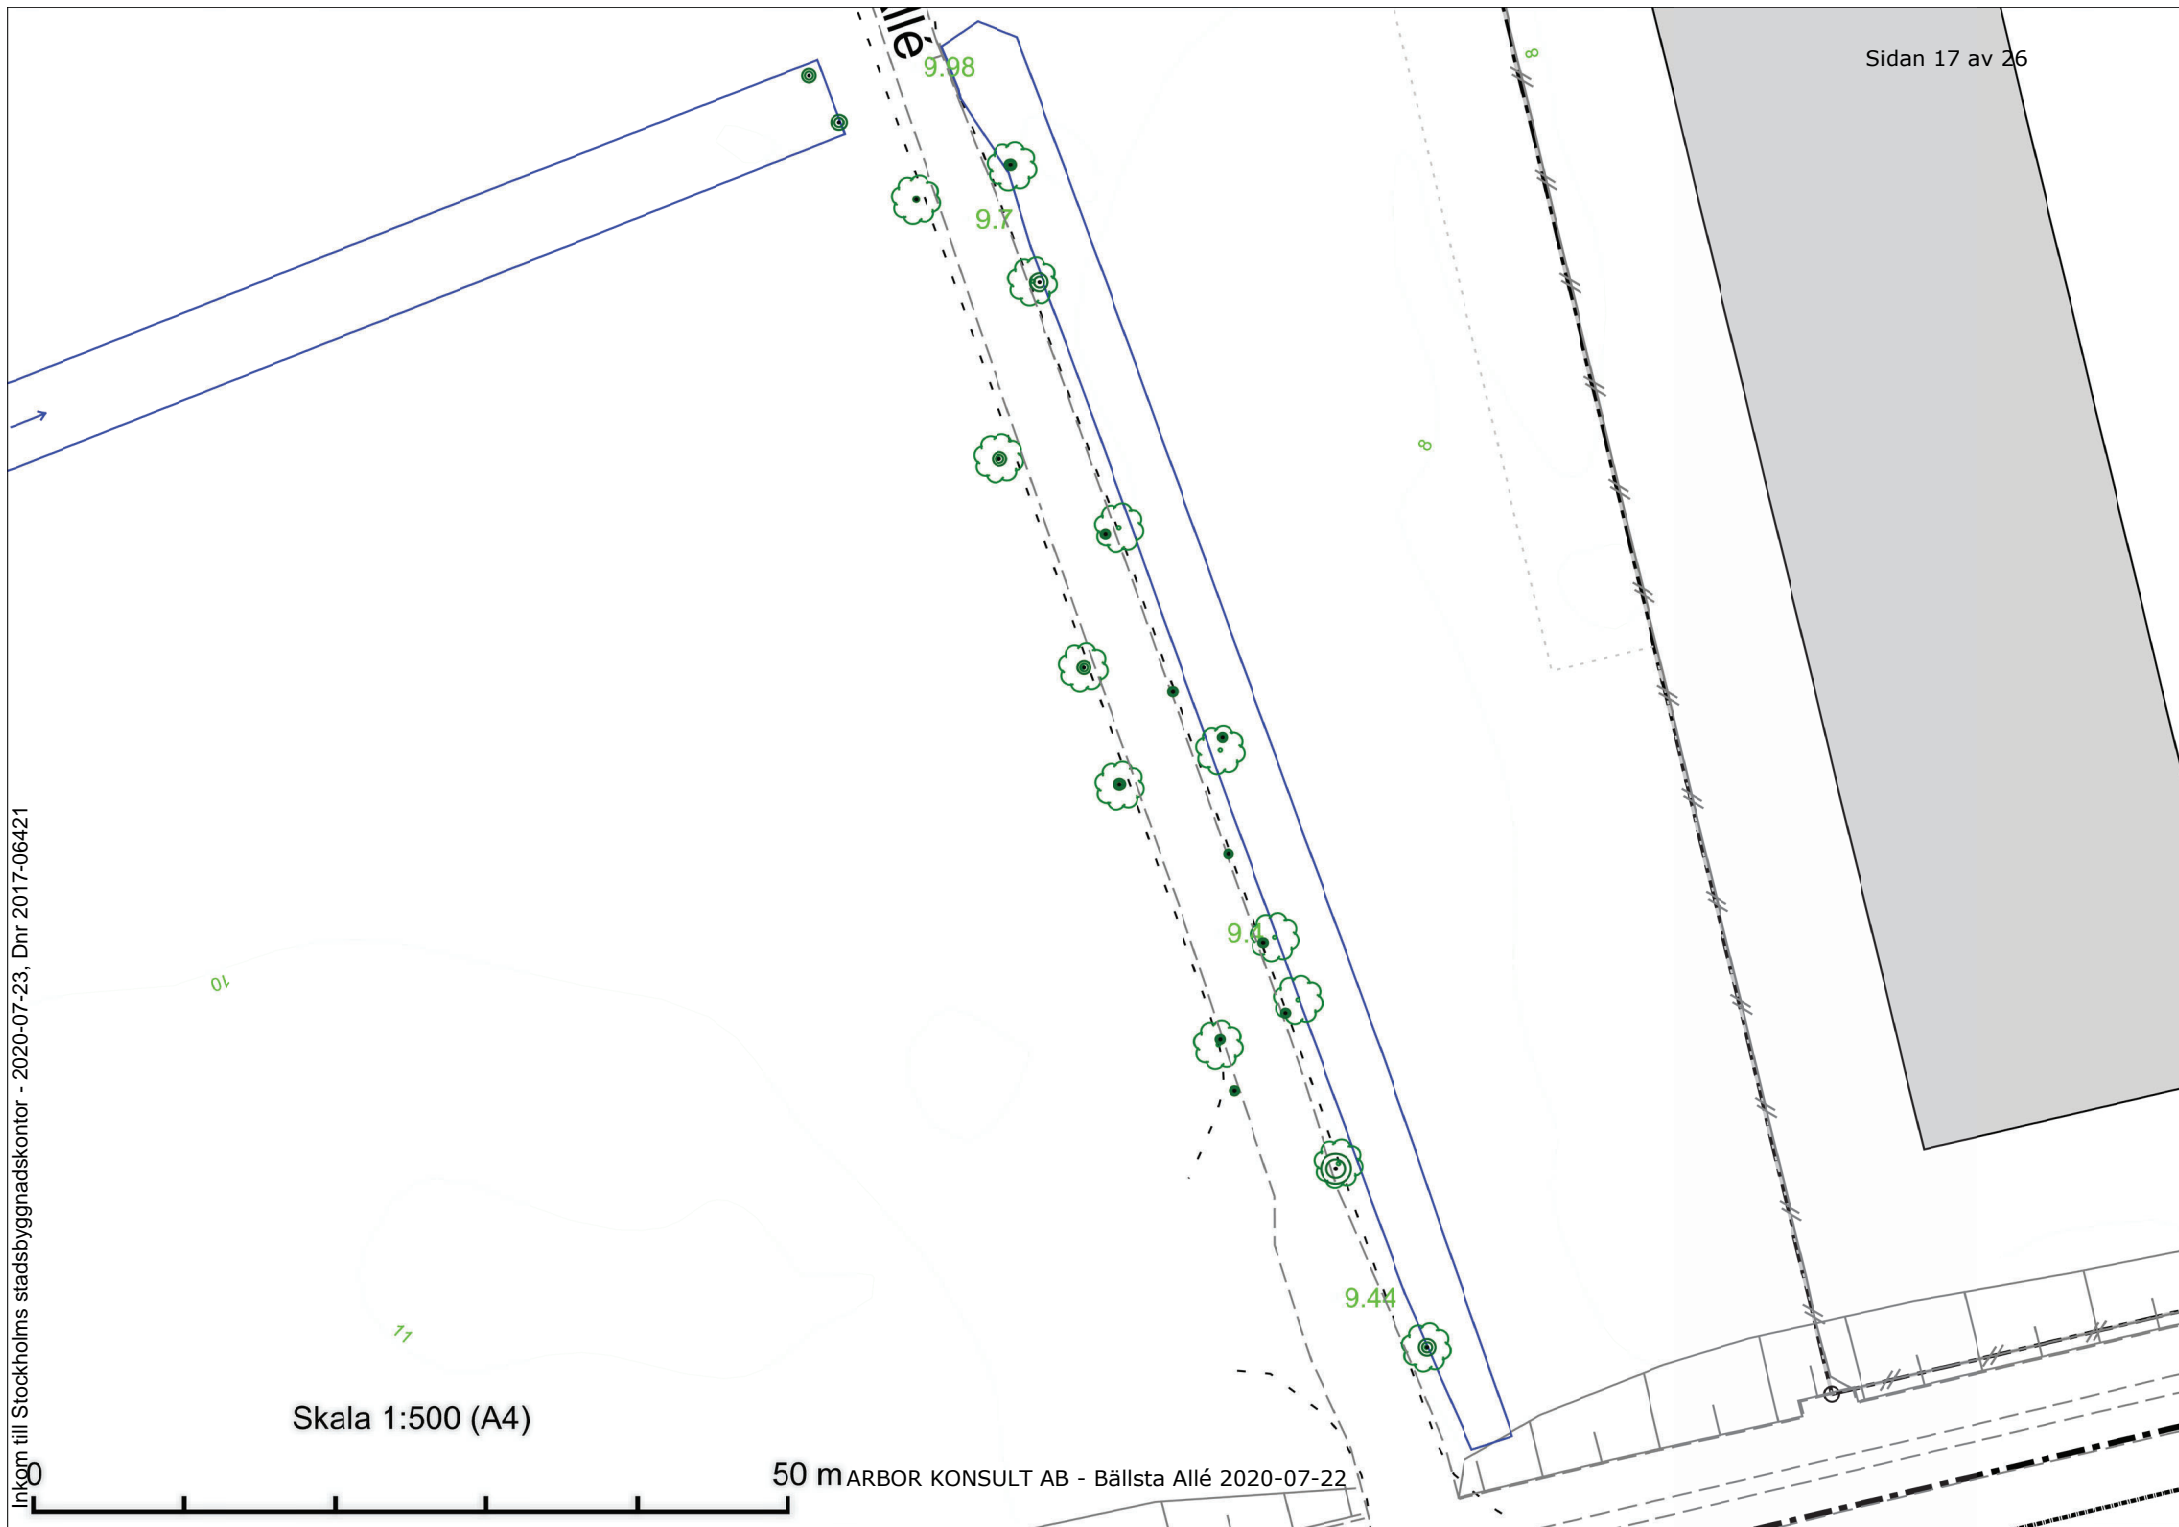 llé
9.98
8
Sidan 17 av 26
9.7
8
9.4
10
9.44
11
Skala 1:500 (A4)
0
50 m
ARBOR KONSULT AB - Bällsta Allé 2020-07-22
Inkom till Stockholms stadsbyggnadskontor - 2020-07-23, Dnr 2017-06421